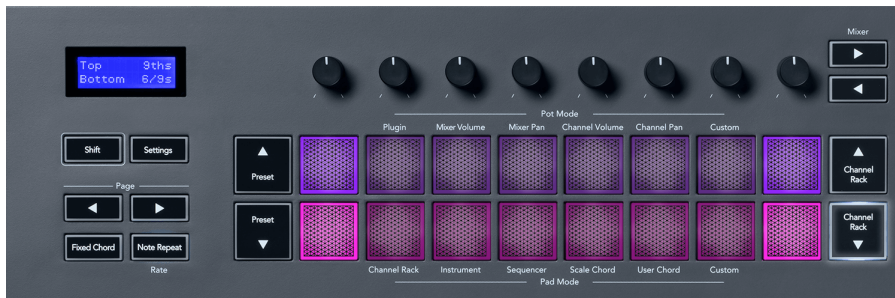 Top 9ths
Bottom 6/9s
Mixer
Pot Mode
Plugin Mixer Volume Mixer Pan Channel Volume Channel Pan Custom
Shift Settings
Preset
Channel
Rack
Page
Preset
Channel
Rack
Fixed Chord Note Repeat
Rate
Channel Rack Instrument Sequencer Scale Chord User Chord Custom
Pad Mode